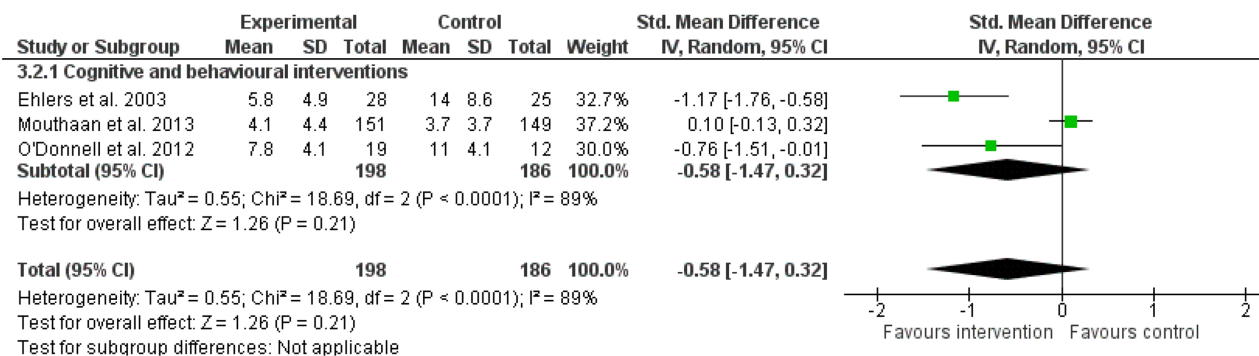 Experimental Control Std. Mean Difference Std. Mean Difference
Study or Subgroup Mean SD Total Mean SD Total Weight IV, Random, 95% CI IV, Random, 95% CI
3.2.1 Cognitive and behavioural interventions
Ehlers et al. 2003 5.8 4.9 28 14 8.6 25 32.7% -1.17 [-1.76, -0.58]
Mouthaan et al. 2013 4.1 4.4 151 3.7 3.7 149 37.2% 0.10 [-0.13, 0.32]
O'Donnell et al. 2012 7.8 4.1 19 11 4.1 12 30.0% -0.76 [-1.51, -0.01]
Subtotal (95% CI) 198 186 100.0% -0.58 [-1.47, 0.32]
Heterogeneity: Tau² = 0.55; Chi² = 18.69, df = 2 (P < 0.0001); I² = 89%
Test for overall effect: Z = 1.26 (P = 0.21)
Total (95% CI) 198 186 100.0% -0.58 [-1.47, 0.32]
Heterogeneity: Tau² = 0.55; Chi² = 18.69, df = 2 (P < 0.0001); I² = 89%
Test for overall effect: Z = 1.26 (P = 0.21)
Test for subgroup differences: Not applicable
-2 -1 0 1 2
Favours intervention Favours control